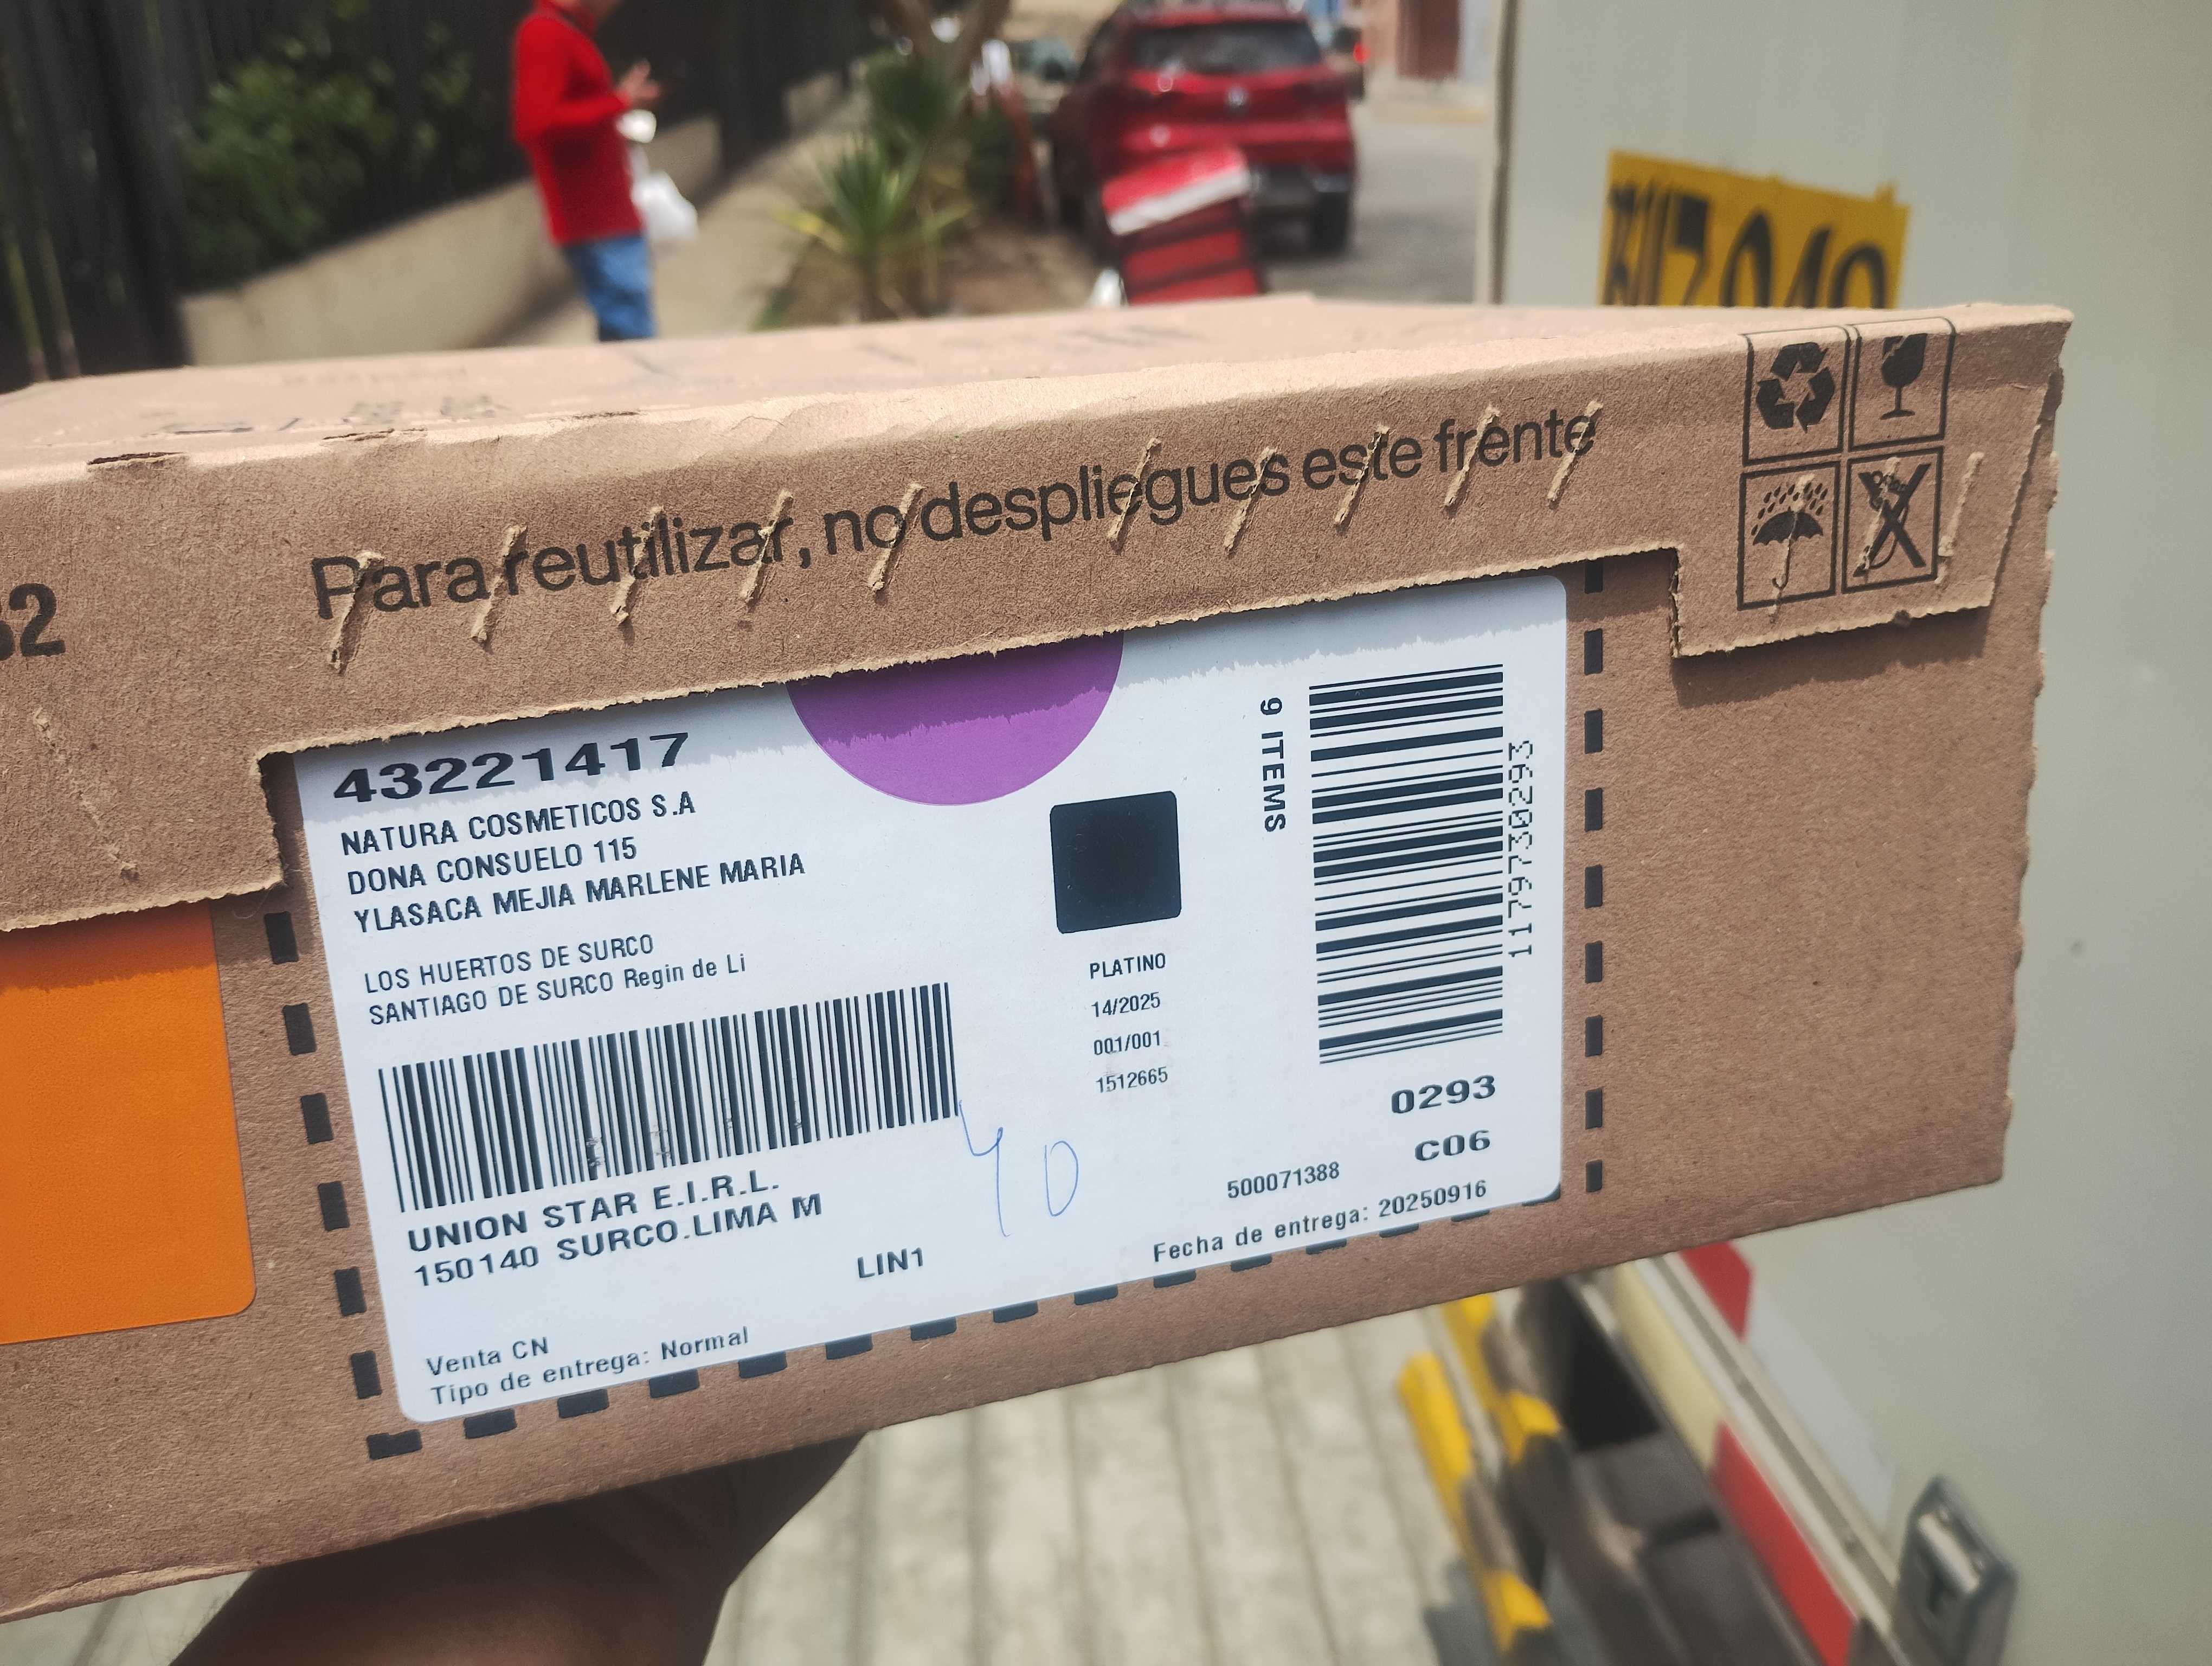 Para reutilizar, no despliegues este frente
43221417
NATURA COSMETICOS S.A
DONA CONSUELO 115
YLASACA MEJIA MARLENE MARIA
LOS HUERTOS DE SURCO
SANTIAGO DE SURCO Regin de Li
UNION STAR E.I.R.L.
150140 SURCO.LIMA M
LIN1
Venta CN
Tipo de entrega: Normal
40
PLATINO
14/2025
001/001
1512665
9 ITEMS
1179730293
0293
C06
500071388
Fecha de entrega: 20250916